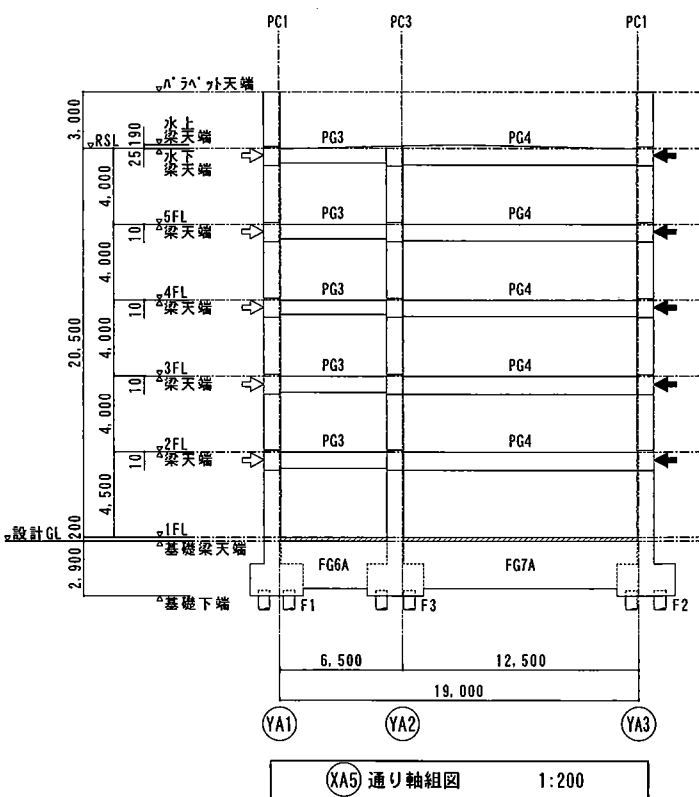 PC1 PC3 PC1
パラペット天端
3,000
水上
梁天端
RSL
190
25
水下
梁天端
PG3 PG4
4,000
5FL
梁天端
10
PG3 PG4
4,000
4FL
梁天端
10
PG3 PG4
20,500
4,000
3FL
梁天端
10
PG3 PG4
4,000
2FL
梁天端
10
PG3 PG4
4,500
設計GL
200
1FL
基礎梁天端
2,900
FG6A FG7A
基礎下端
F1 F3 F2
6,500 12,500
19,000
YA1 YA2 YA3
XA5 通り軸組図 1:200